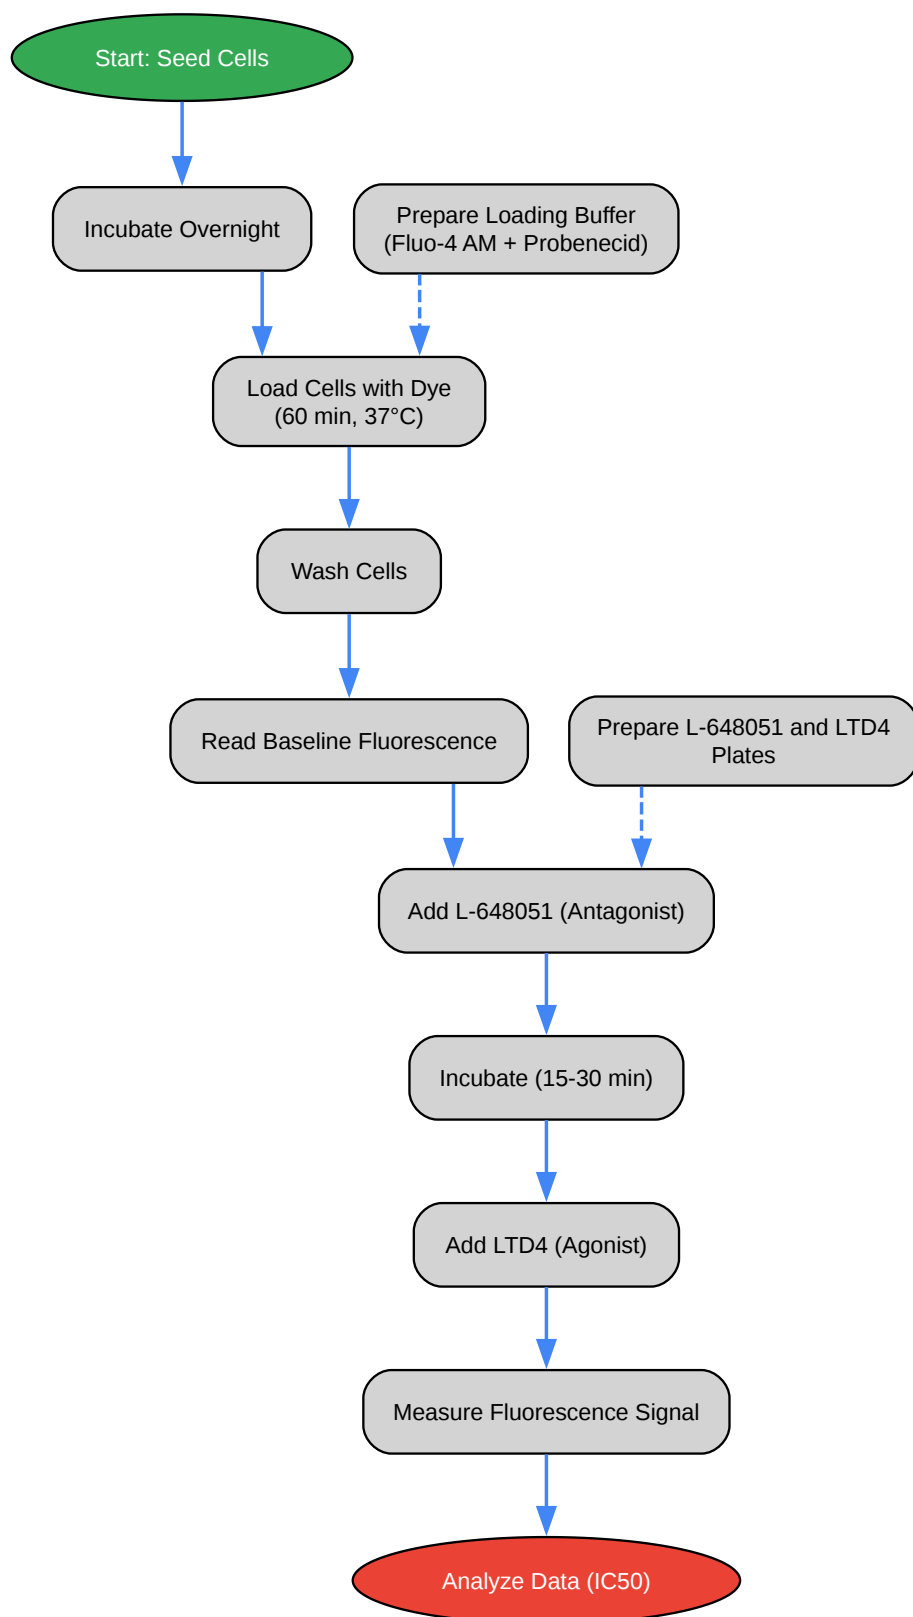 Start: Seed Cells
Incubate Overnight
Prepare Loading Buffer
(Fluo-4 AM + Probenecid)
Load Cells with Dye
(60 min, 37°C)
Wash Cells
Read Baseline Fluorescence
Prepare L-648051 and LTD4
Plates
Add L-648051 (Antagonist)
Incubate (15-30 min)
Add LTD4 (Agonist)
Measure Fluorescence Signal
Analyze Data (IC50)